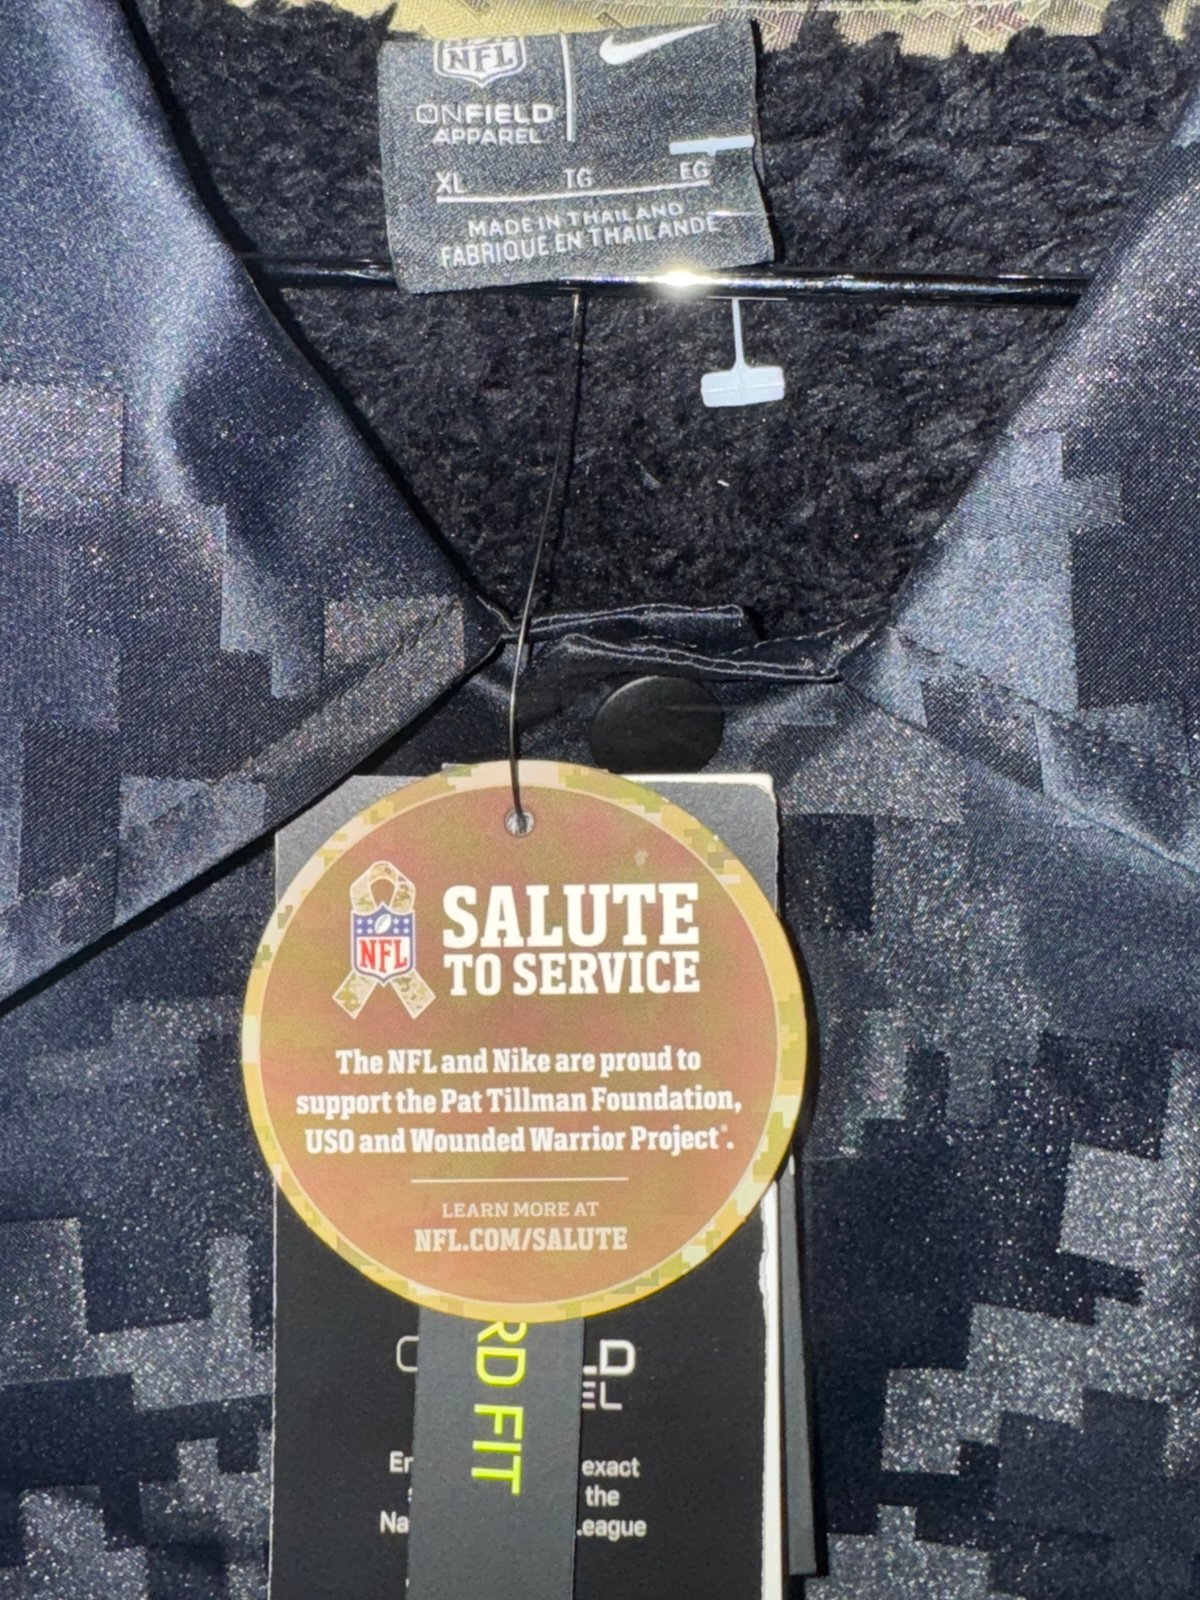 NFL
ONFIELD
APPAREL
XL TG EG
MADE IN THAILAND
FABRIQUE EN THAILANDE
NFL
SALUTE
TO SERVICE
The NFL and Nike are proud to
support the Pat Tillman Foundation,
USO and Wounded Warrior Project®.
LEARN MORE AT
NFL.COM/SALUTE
RD FIT
LD
EL
exact
the